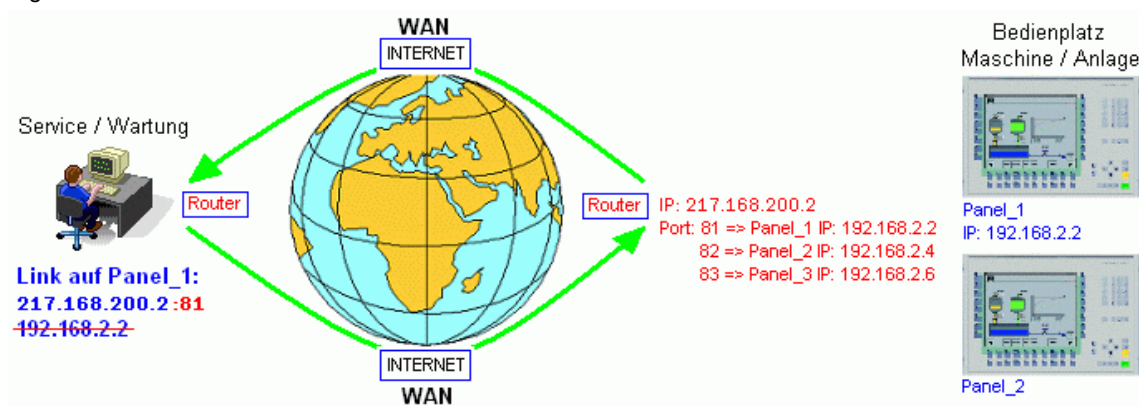 WAN
INTERNET
Bedienplatz
Maschine / Anlage
Service / Wartung
Router
Router
IP: 217.168.200.2
Port: 81 => Panel_1 IP: 192.168.2.2
82 => Panel_2 IP: 192.168.2.4
83 => Panel_3 IP: 192.168.2.6
Panel_1
IP: 192.168.2.2
Link auf Panel_1:
217.168.200.2:81
192.168.2.2
INTERNET
WAN
Panel_2